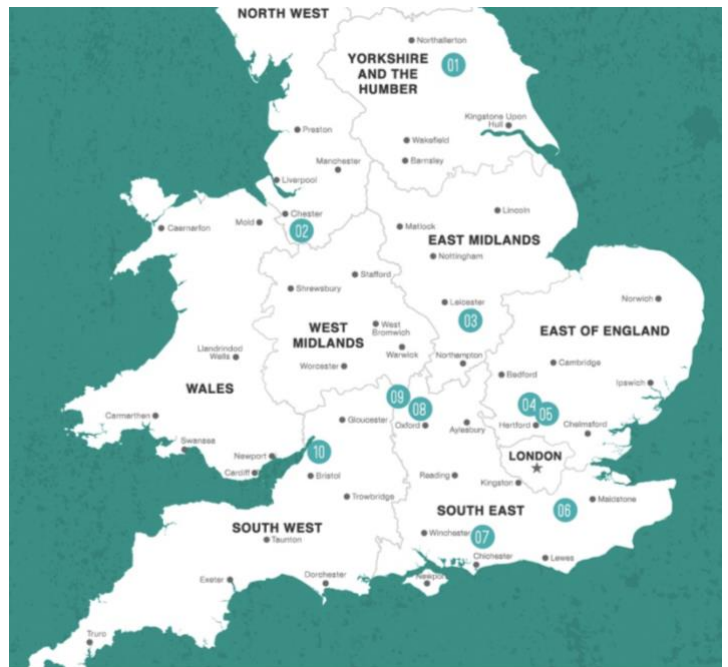 NORTH WEST
Northallerton
YORKSHIRE
AND THE
HUMBER
01
Kingstone Upon
Hull
Preston
Wakefield
Manchester
Barnsley
Liverpool
Chester
Mold
02
Caernarfon
Lincoln
Matlock
EAST MIDLANDS
Nottingham
Stafford
Shrewsbury
Leicester
03
Norwich
WEST
MIDLANDS
West
Bromwich
EAST OF ENGLAND
Warwick
Llandrindod
Wells
Worcester
Northampton
Cambridge
Bedford
Ipswich
WALES
09
08
04
05
Carmarthen
Gloucester
Oxford
Aylesbury
Hertford
Chelmsford
Swansea
Newport
10
LONDON
Cardiff
Bristol
Reading
Kingston
Trowbridge
Maidstone
SOUTH EAST
06
SOUTH WEST
Taunton
Winchester
07
Chichester
Lewes
Exeter
Dorchester
Newport
Truro